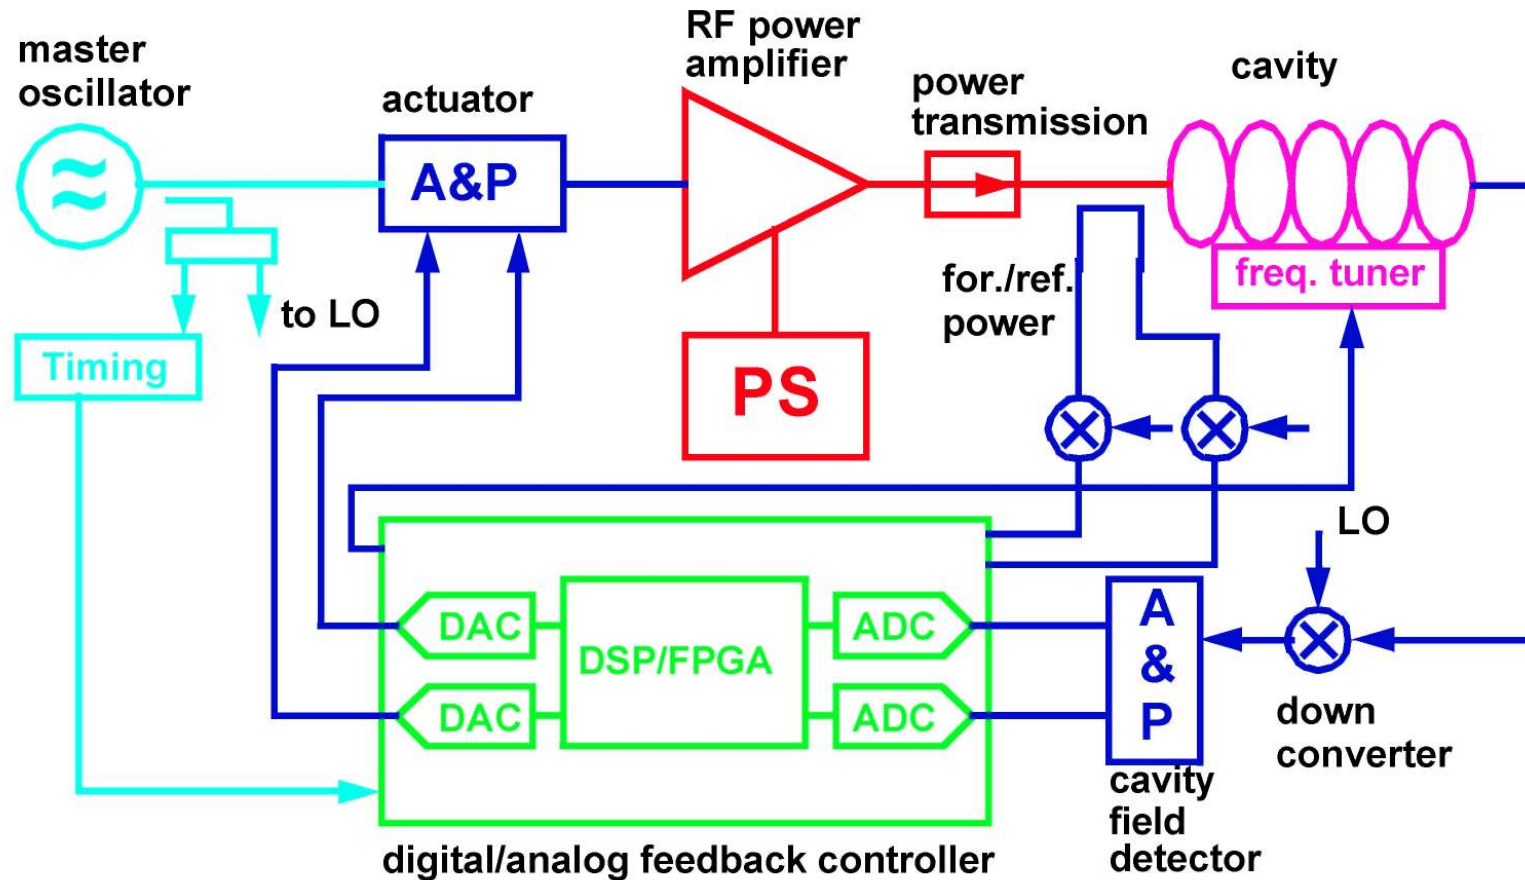 master
oscillator
actuator
RF power
amplifier
power
transmission
cavity
A&P
freq. tuner
for./ref.
power
to LO
Timing
PS
LO
DAC
DSP/FPGA
ADC
DAC
ADC
A
&
P
down
converter
cavity
field
detector
digital/analog feedback controller